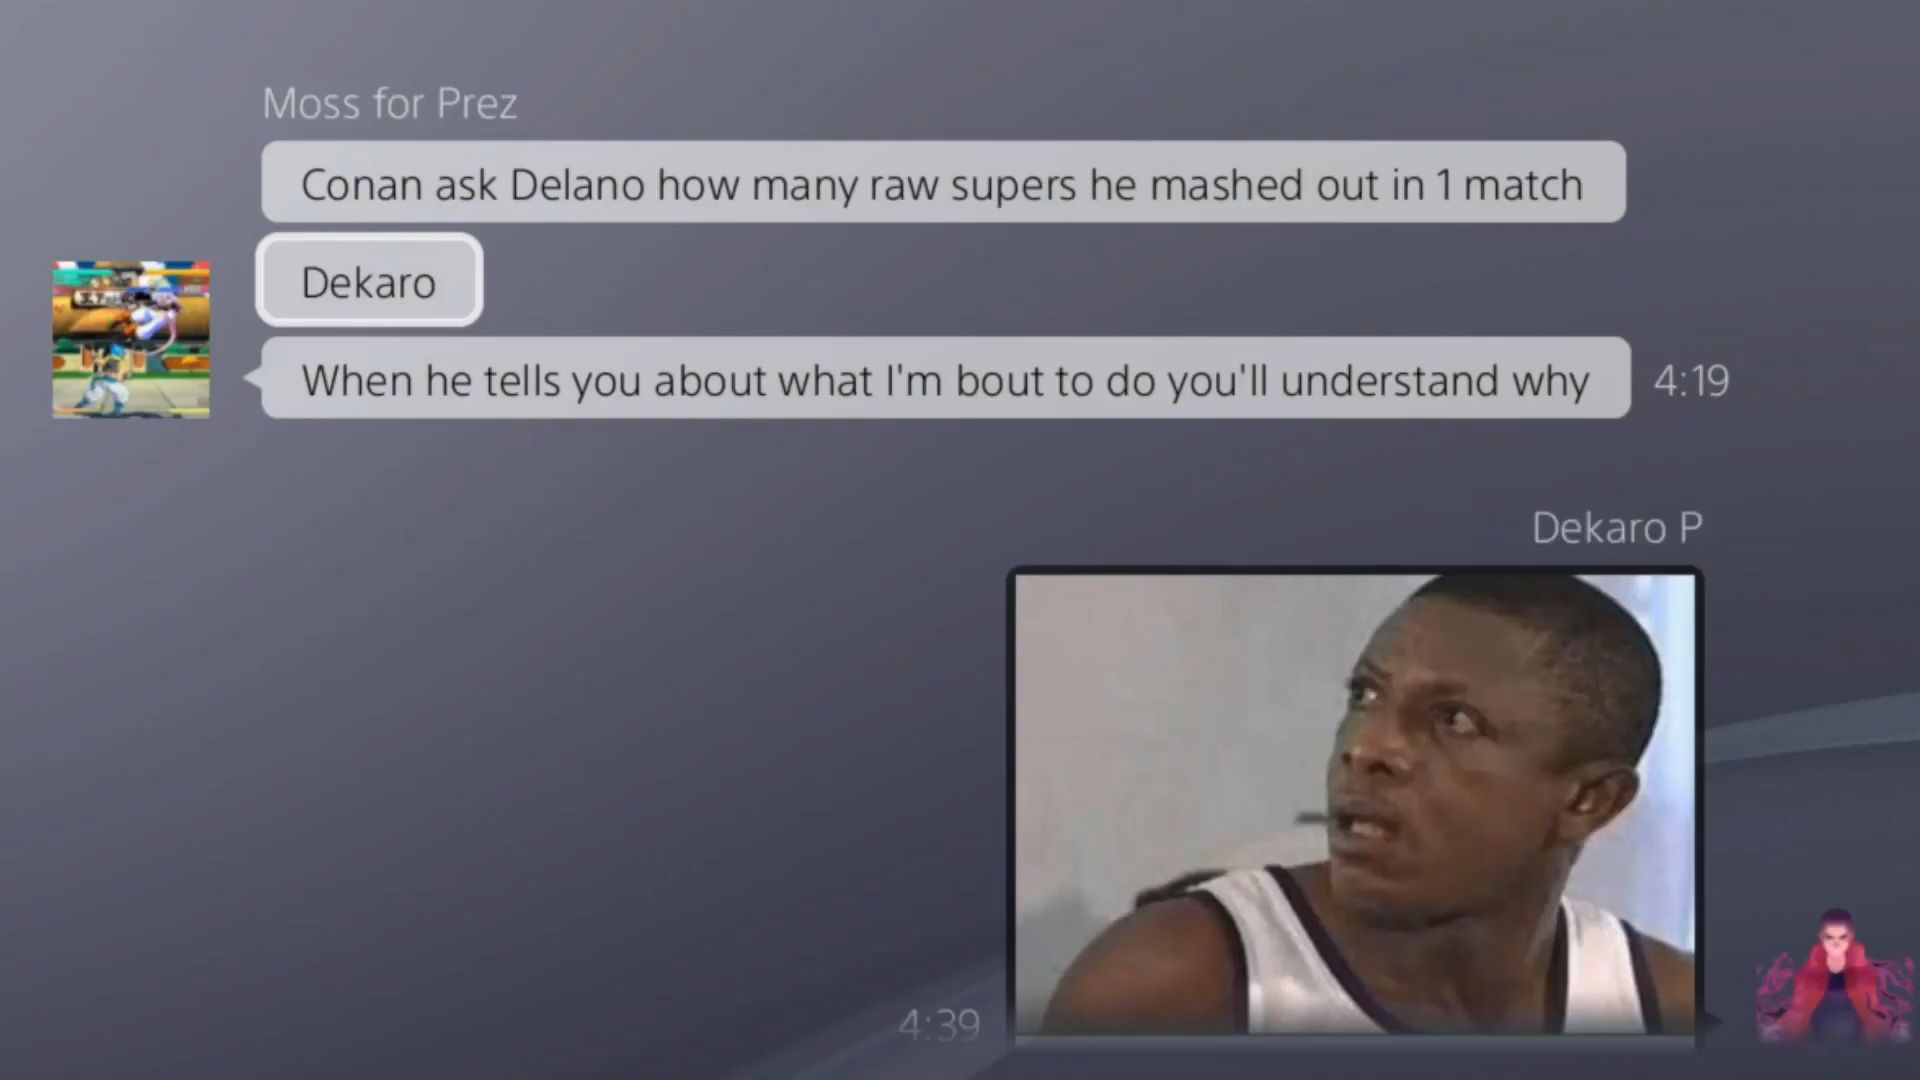 Moss for Prez
Conan ask Delano how many raw supers he mashed out in 1 match
Dekaro
When he tells you about what I'm bout to do you'll understand why
4:19
Dekaro P
4:39